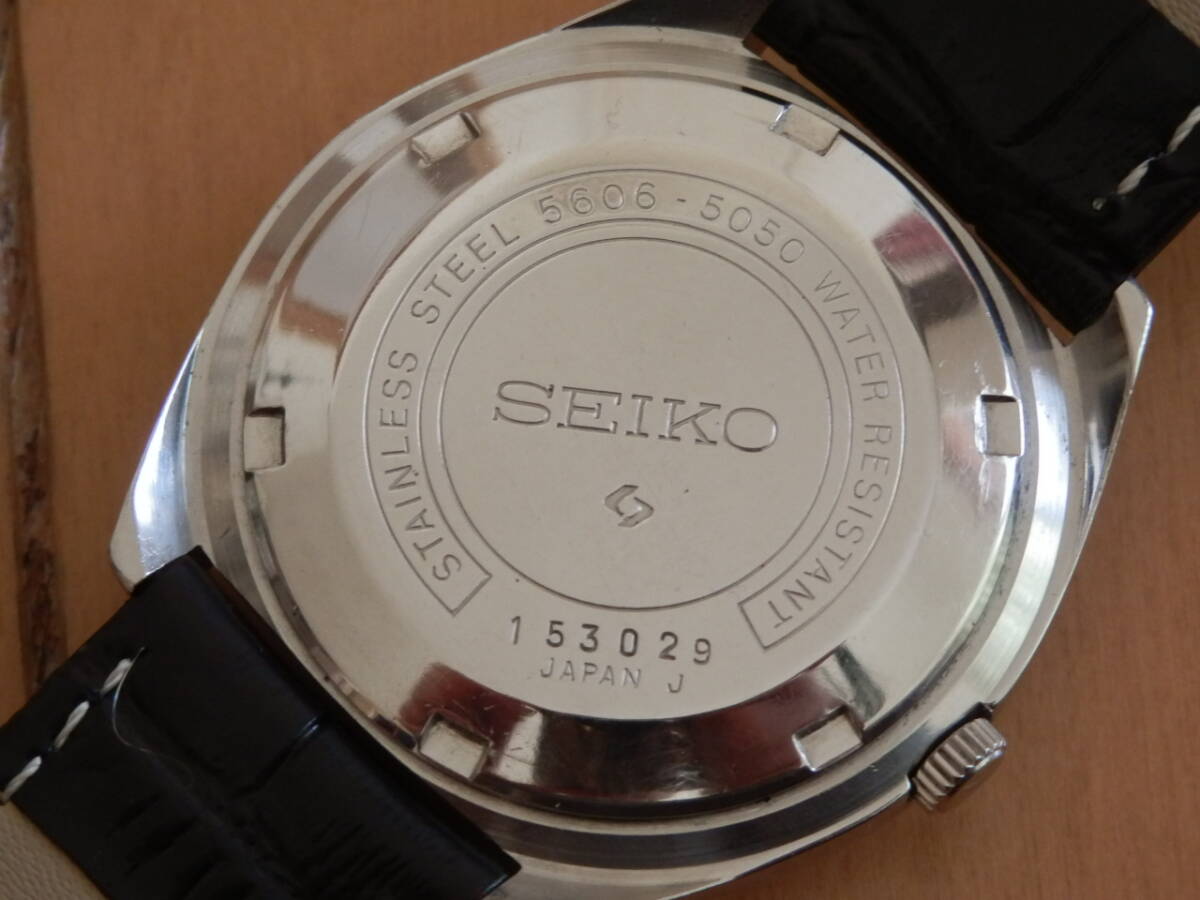 STAINLESS STEEL 5606-5050 WATER RESISTANT
SEIKO
153029
JAPAN J